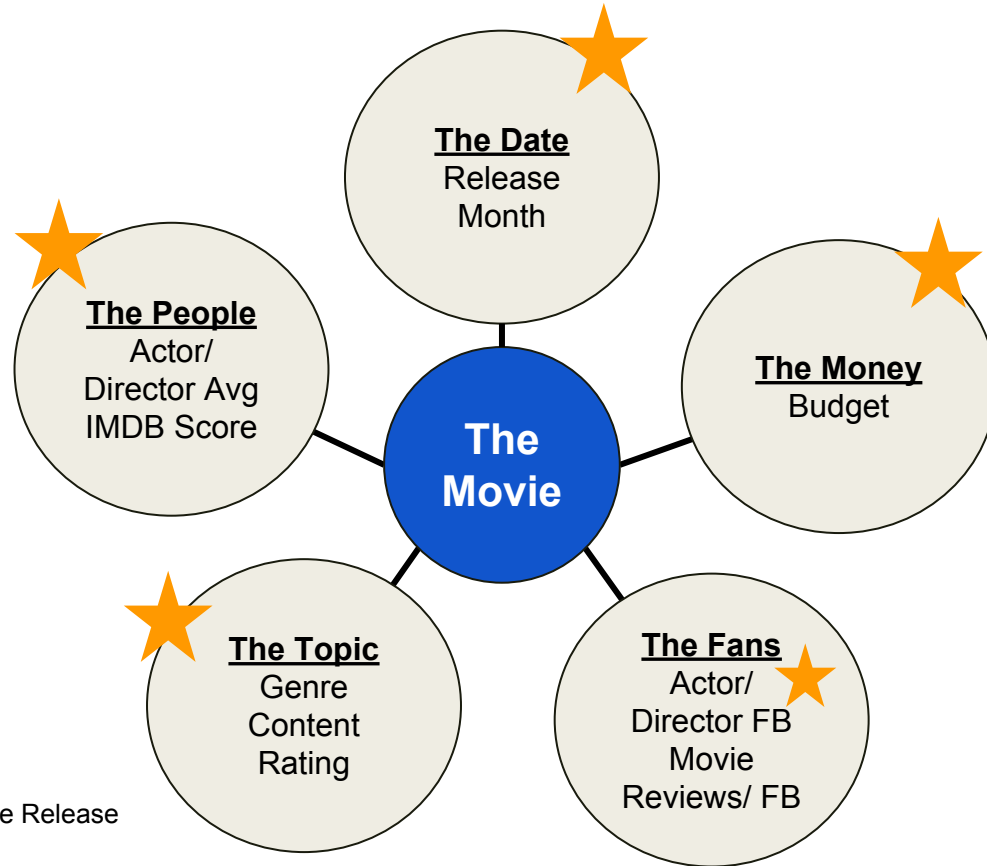 The Date
Release
Month
The People
Actor/
Director Avg
IMDB Score
The Money
Budget
The
Movie
The Topic
Genre
Content
Rating
The Fans
Actor/
Director FB
Movie
Reviews/ FB
e Release